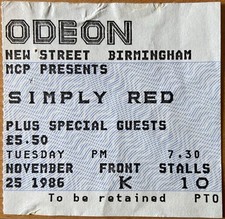 ODEON
NEW STREET BIRMINGHAM
MCP PRESENTS
SIMPLY RED
PLUS SPECIAL GUESTS
£5.50
TUESDAY PM 7.30
NOVEMBER FRONT STALLS
25 1986 K 10
To be retained PTO